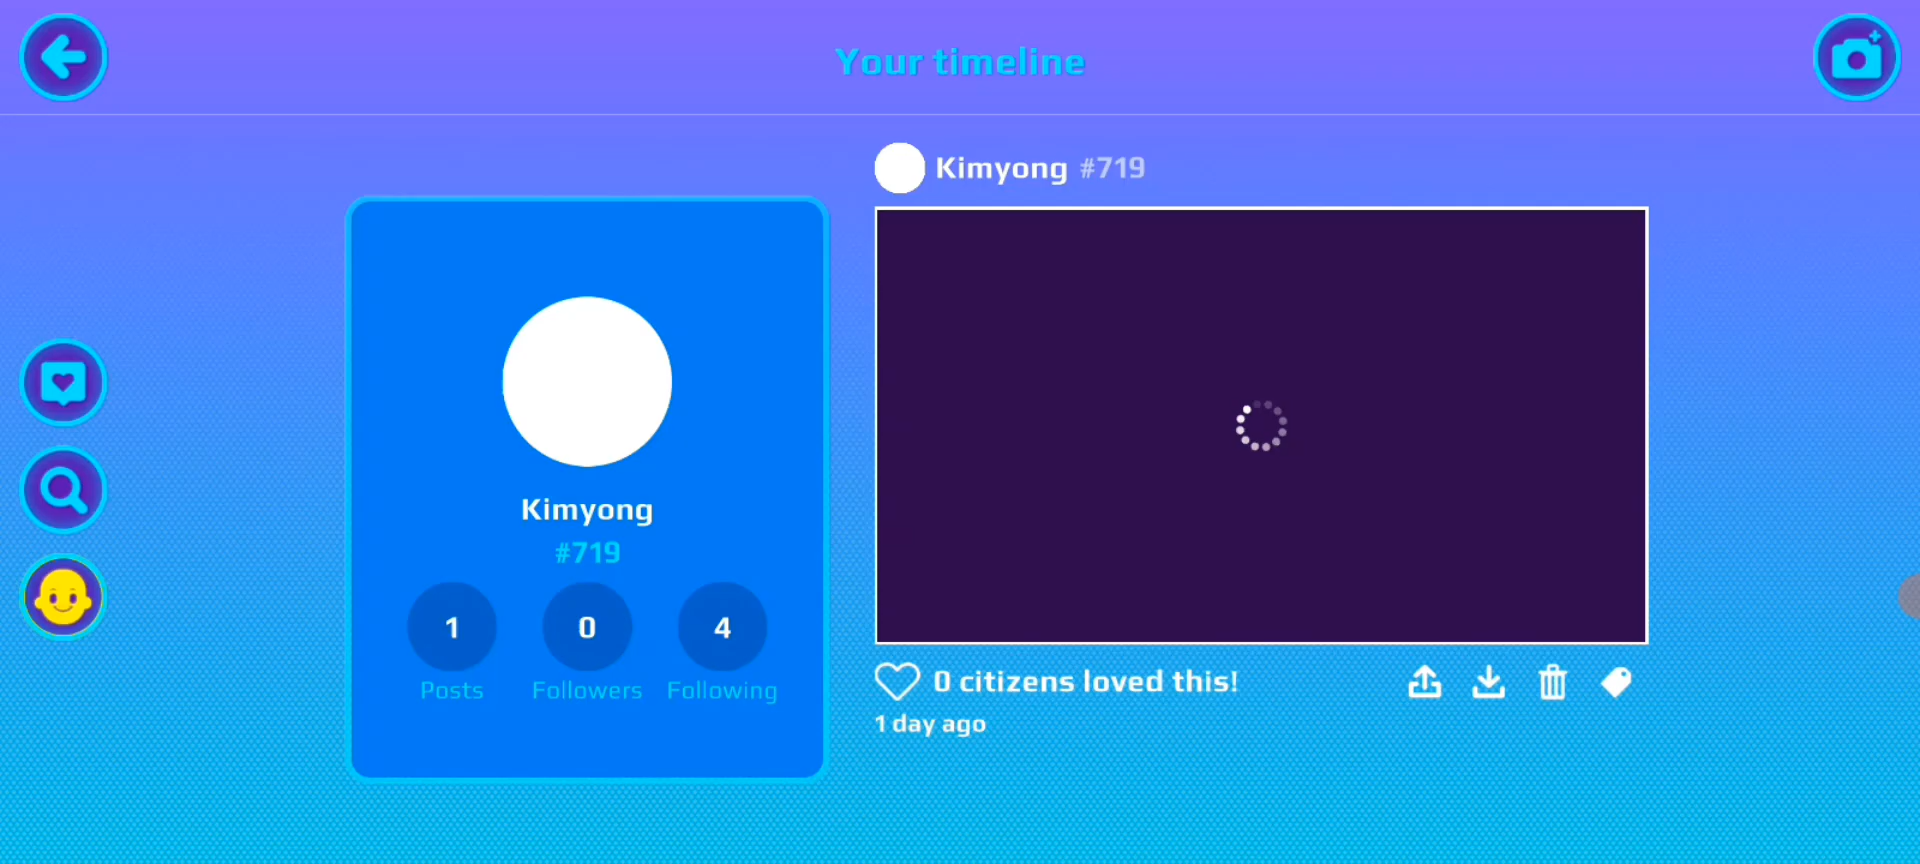 Your timeline
Kimyong #719
Kimyong
#719
1 0 4
Posts Followers Following
0 citizens loved this!
1 day ago